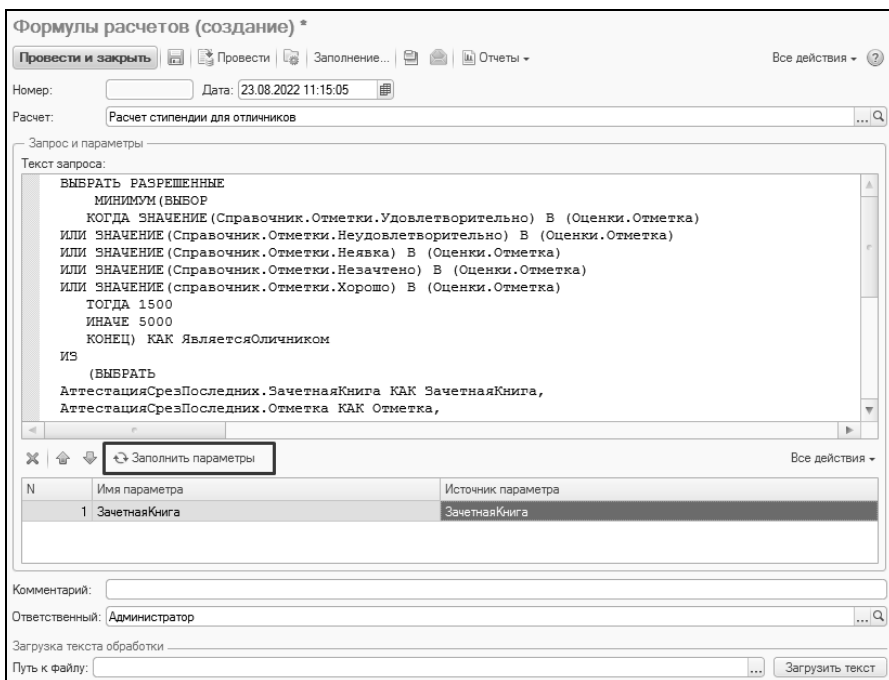 Формулы расчетов (создание) *
Провести и закрыть Провести Заполнение... Отчеты Все действия
Номер: Дата: 23.08.2022 11:15:05
Расчет: Расчет стипендии для отличников ...
Запрос и параметры
Текст запроса:
ВЫБРАТЬ РАЗРЕШЕННЫЕ
МИНИМУМ(ВЫБОР
КОГДА ЗНАЧЕНИЕ(Справочник.Отметки.Удовлетворительно) В (Оценки.Отметка)
ИЛИ ЗНАЧЕНИЕ(Справочник.Отметки.Неудовлетворительно) В (Оценки.Отметка)
ИЛИ ЗНАЧЕНИЕ(Справочник.Отметки.Неявка) В (Оценки.Отметка)
ИЛИ ЗНАЧЕНИЕ(Справочник.Отметки.Незачтено) В (Оценки.Отметка)
ИЛИ ЗНАЧЕНИЕ(справочник.Отметки.Хорошо) В (Оценки.Отметка)
ТОГДА 1500
ИНАЧЕ 5000
КОНЕЦ) КАК ЯвляетсяОличником
ИЗ
(ВЫБРАТЬ
АттестацияСрезПоследних.ЗачетнаяКнига КАК ЗачетнаяКнига,
АттестацияСрезПоследних.Отметка КАК Отметка,
Заполнить параметры Все действия
N Имя параметра Источник параметра
1 ЗачетнаяКнига ЗачетнаяКнига
Комментарий:
Ответственный: Администратор ...
Загрузка текста обработки
Путь к файлу: ... Загрузить текст